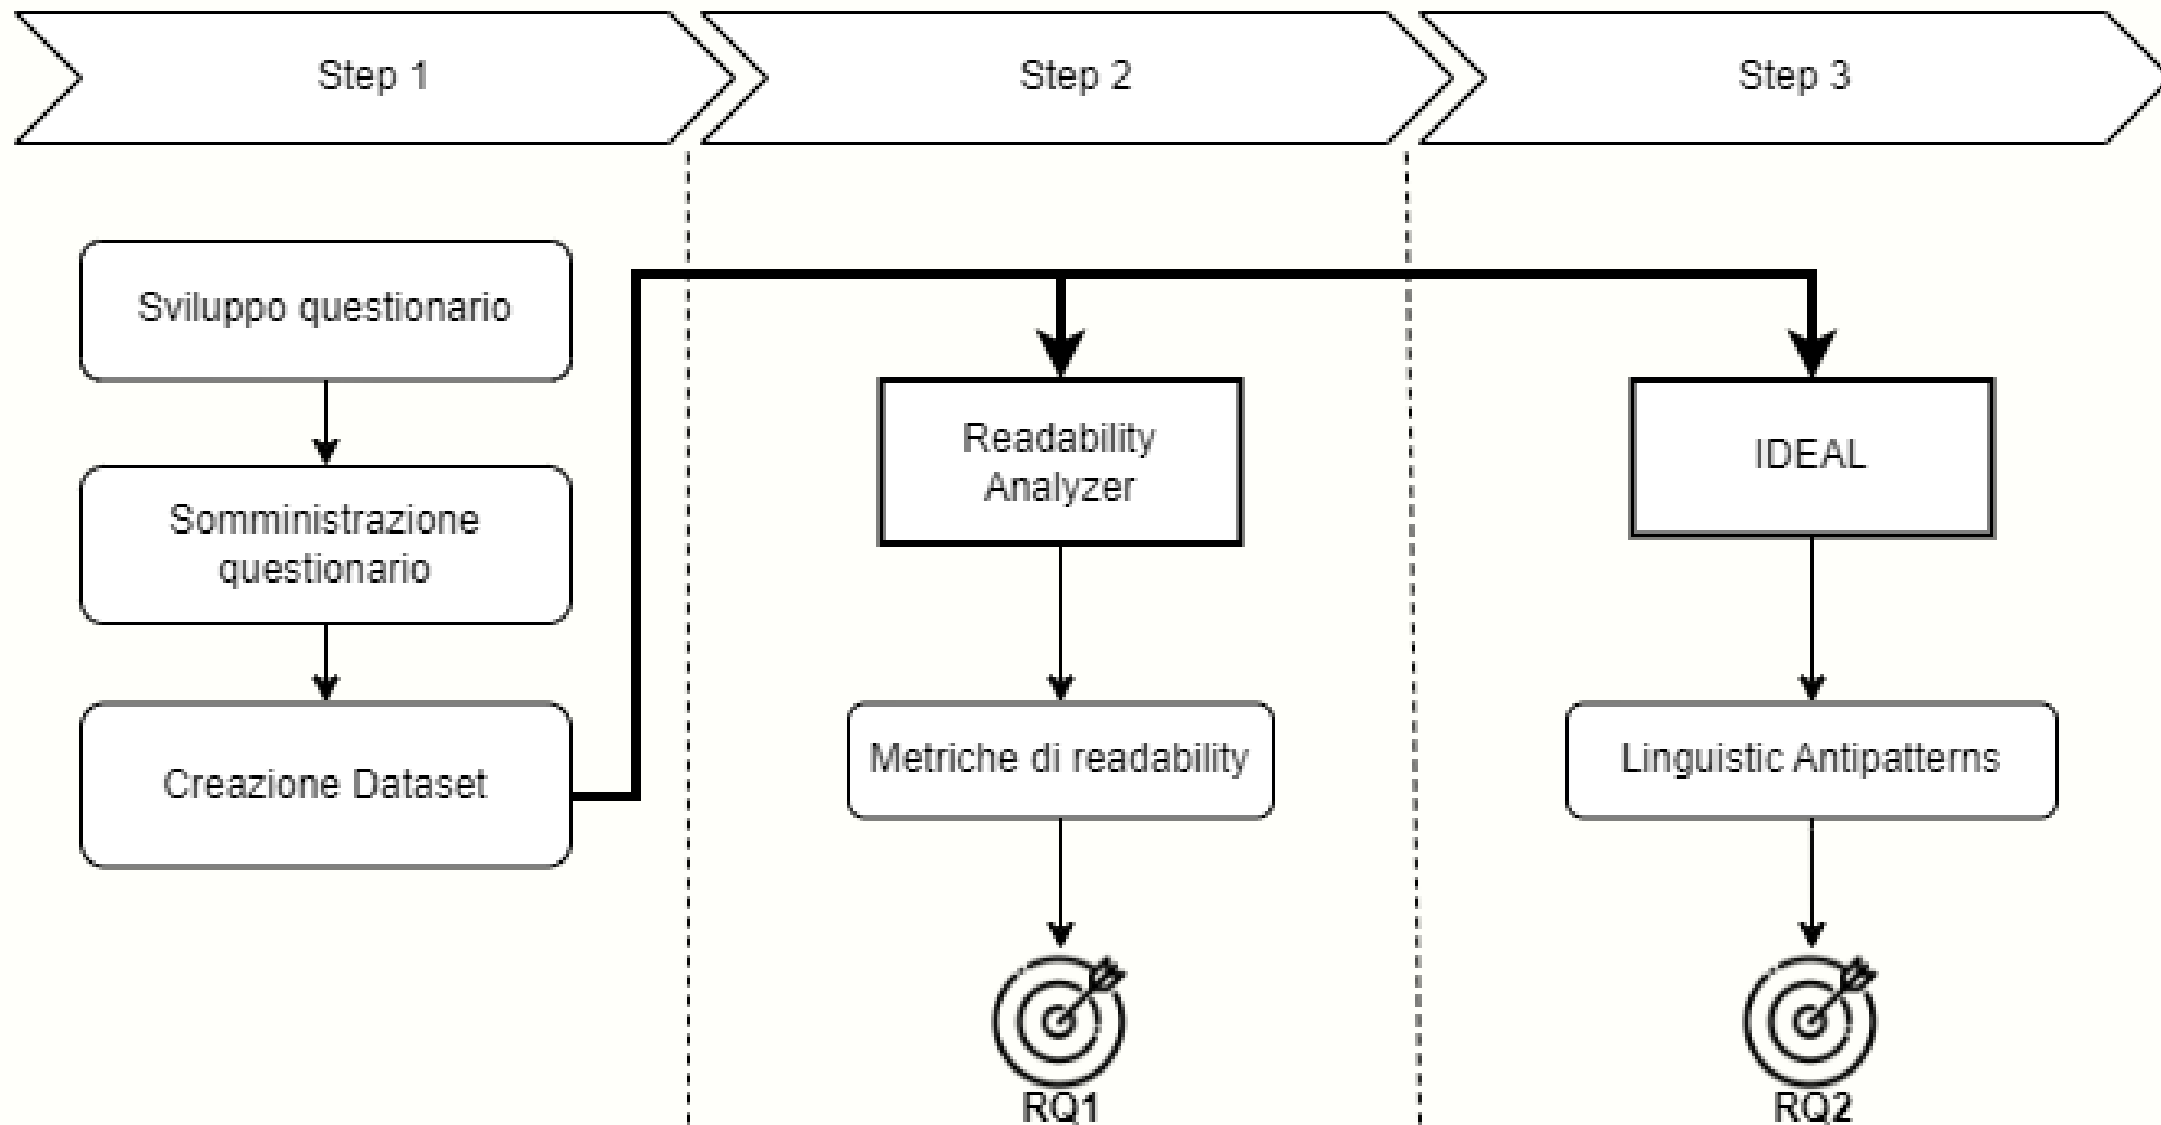 Step 1
Step 2
Step 3
Sviluppo questionario
Somministrazione
questionario
Creazione Dataset
Readability
Analyzer
Metriche di readability
RQ1
IDEAL
Linguistic Antipatterns
RQ2